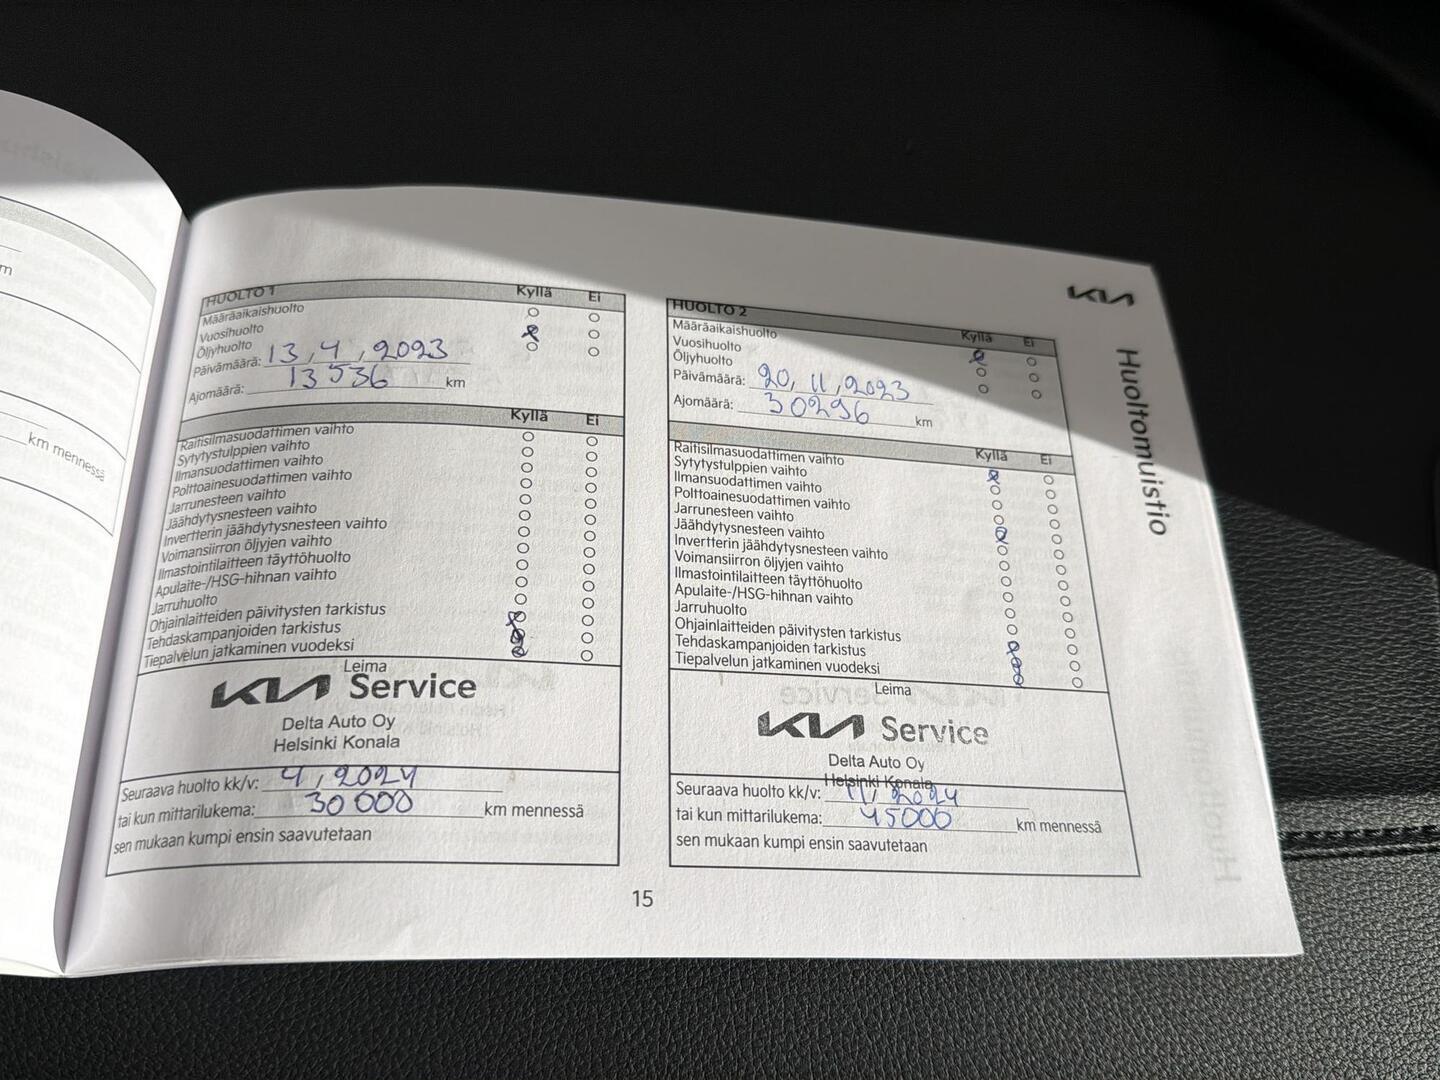 km
km mennessä
HUOLTO 1 Kyllä Ei
Määräaikaishuolto
Vuosihuolto
Öljyhuolto
Päivämäärä: 13,4,2023
Ajomäärä: 13536 km
Kyllä Ei
Raitisilmasuodattimen vaihto
Sytytystulppien vaihto
Ilmansuodattimen vaihto
Polttoainesuodattimen vaihto
Jarrunesteen vaihto
Jäähdytysnesteen vaihto
Invertterin jäähdytysnesteen vaihto
Voimansiirron öljyjen vaihto
Ilmastointilaitteen täyttöhuolto
Apulaite-/HSG-hihnan vaihto
Jarruhuolto
Ohjainlaitteiden päivitysten tarkistus
Tehdaskampanjoiden tarkistus
Tiepalvelun jatkaminen vuodeksi
Leima
KIA Service
Delta Auto Oy
Helsinki Konala
Seuraava huolto kk/v: 4, 2024
tai kun mittarilukema: 30000 km mennessä
sen mukaan kumpi ensin saavutetaan
HUOLTO 2 Kyllä Ei
Määräaikaishuolto
Vuosihuolto
Öljyhuolto
Päivämäärä: 20,11,2023
Ajomäärä: 30296 km
Kyllä Ei
Raitisilmasuodattimen vaihto
Sytytystulppien vaihto
Ilmansuodattimen vaihto
Polttoainesuodattimen vaihto
Jarrunesteen vaihto
Jäähdytysnesteen vaihto
Invertterin jäähdytysnesteen vaihto
Voimansiirron öljyjen vaihto
Ilmastointilaitteen täyttöhuolto
Apulaite-/HSG-hihnan vaihto
Jarruhuolto
Ohjainlaitteiden päivitysten tarkistus
Tehdaskampanjoiden tarkistus
Tiepalvelun jatkaminen vuodeksi
Leima
KIA Service
Delta Auto Oy
Helsinki Konala
Seuraava huolto kk/v: 11, 2024
tai kun mittarilukema: 45000 km mennessä
sen mukaan kumpi ensin saavutetaan
KIA
Huoltomuistio
15